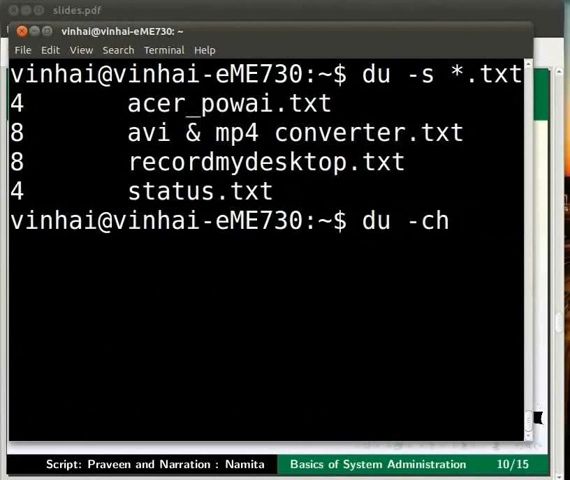 slides.pdf
vinhai@vinhai-eME730: ~
File Edit View Search Terminal Help
vinhai@vinhai-eME730:~$ du -s *.txt
4 acer_powai.txt
8 avi & mp4 converter.txt
8 recordmydesktop.txt
4 status.txt
vinhai@vinhai-eME730:~$ du -ch
Script: Praveen and Narration : Namita Basics of System Administration 10/15